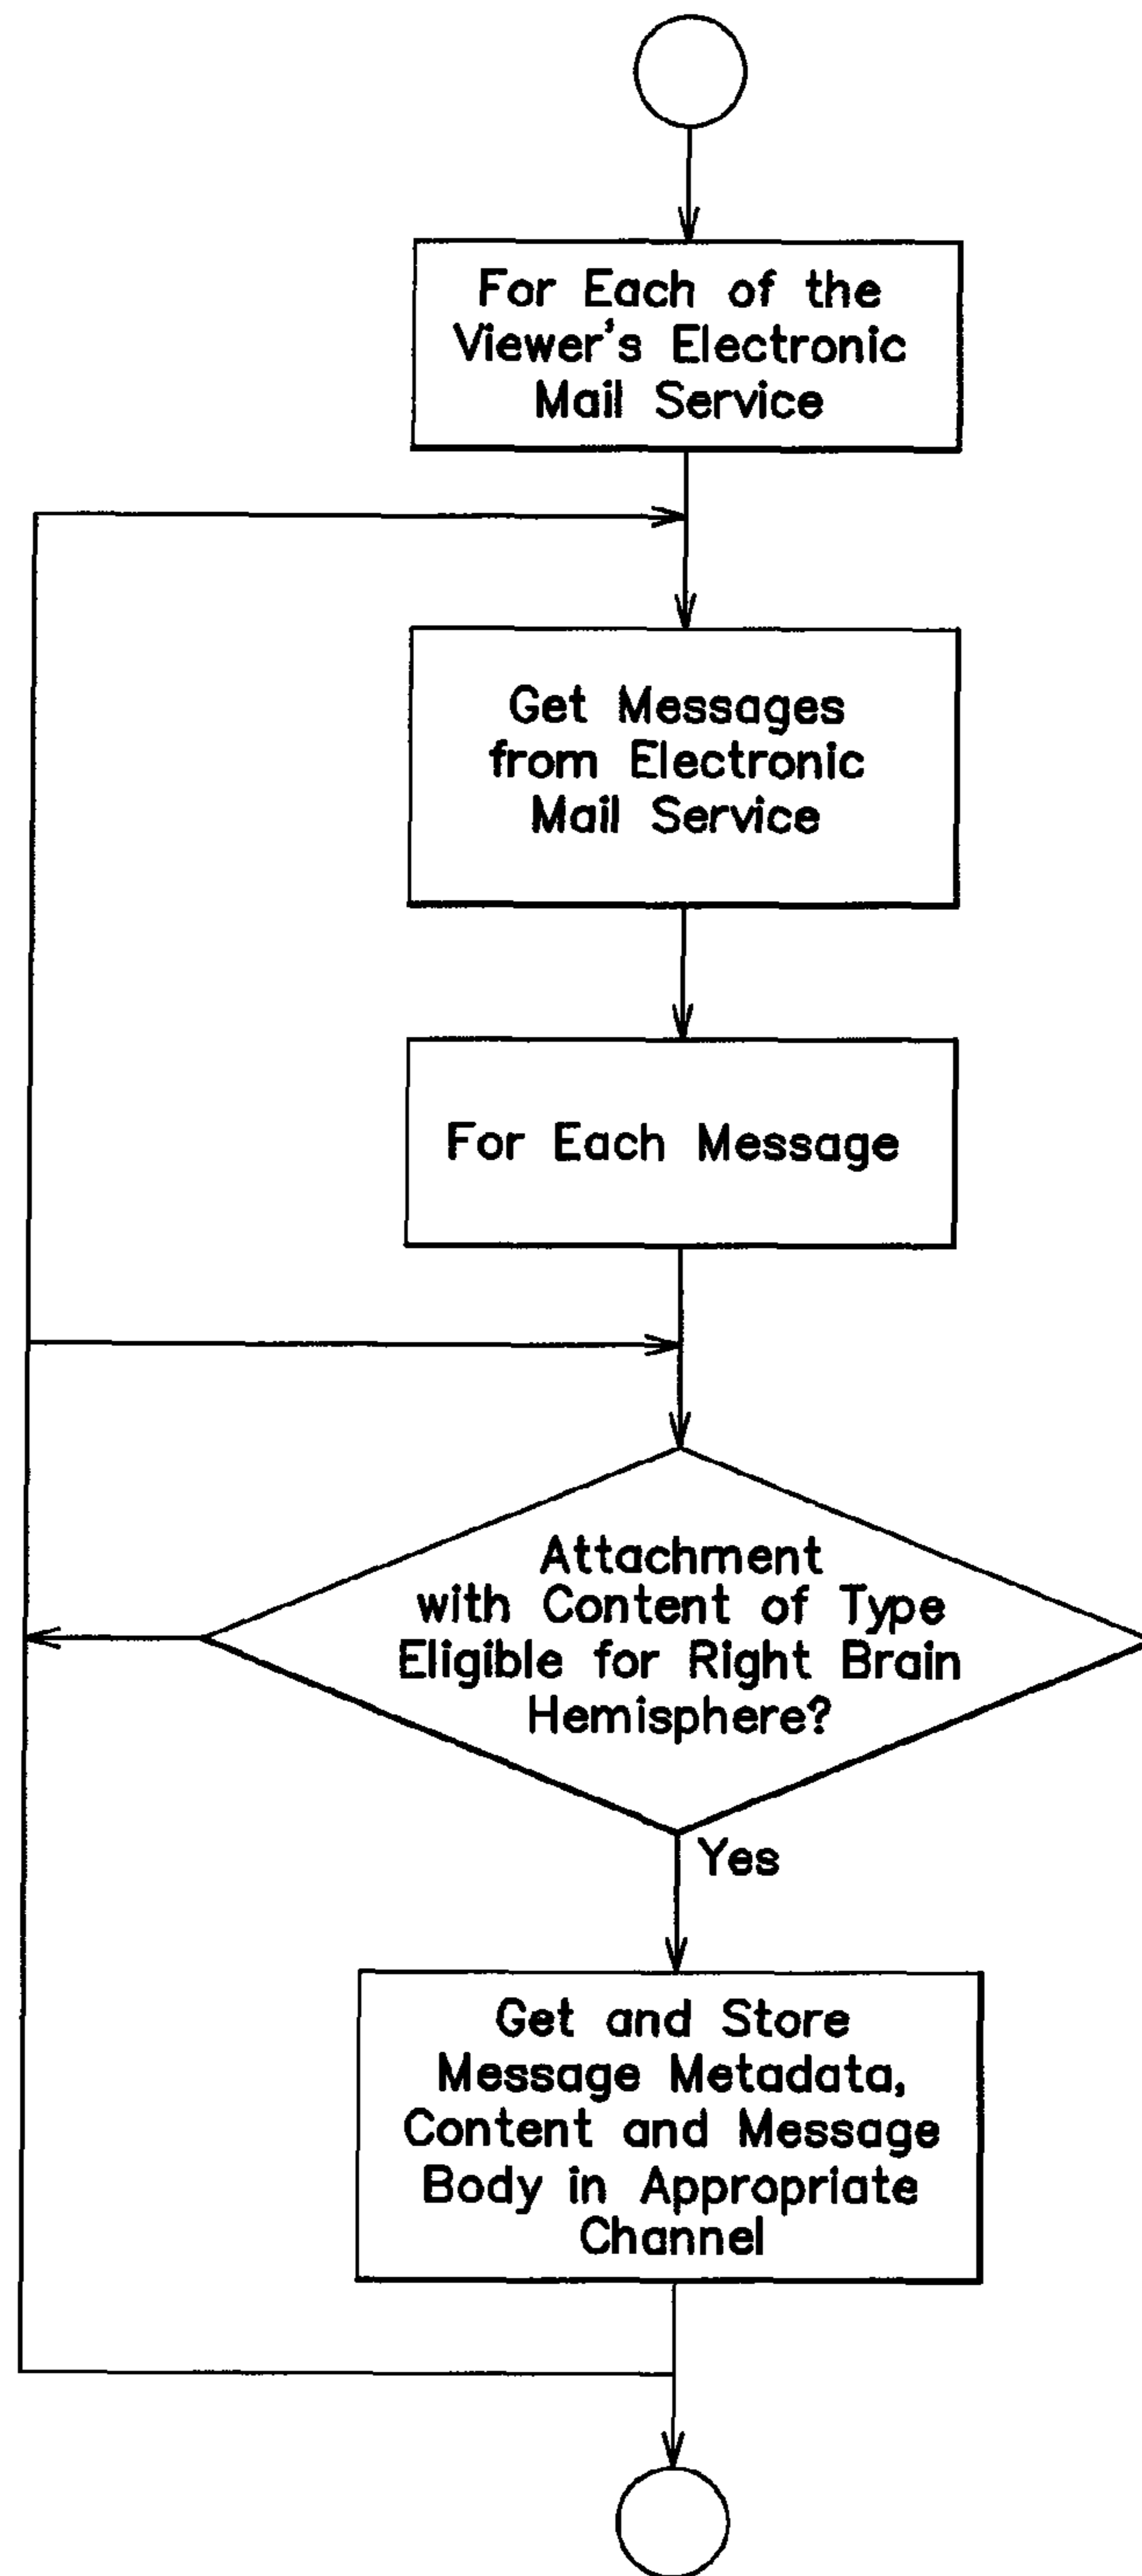 For Each of the
Viewer's Electronic
Mail Service
Get Messages
from Electronic
Mail Service
For Each Message
Attachment
with Content of Type
Eligible for Right Brain
Hemisphere?
Yes
Get and Store
Message Metadata,
Content and Message
Body in Appropriate
Channel